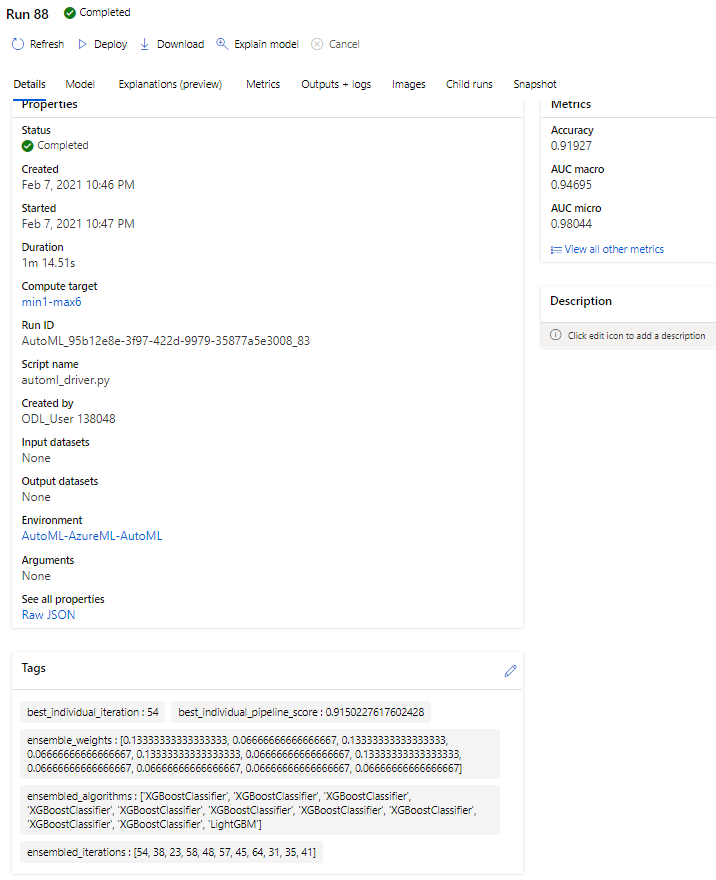 Run 88 Completed
Refresh Deploy Download Explain model Cancel
Details Model Explanations (preview) Metrics Outputs + logs Images Child runs Snapshot
Properties
Status
Completed
Created
Feb 7, 2021 10:46 PM
Started
Feb 7, 2021 10:47 PM
Duration
1m 14.51s
Compute target
min1-max6
Run ID
AutoML_95b12e8e-3f97-422d-9979-35877a5e3008_83
Script name
automl_driver.py
Created by
ODL_User 138048
Input datasets
None
Output datasets
None
Environment
AutoML-AzureML-AutoML
Arguments
None
See all properties
Raw JSON
Metrics
Accuracy
0.91927
AUC macro
0.94695
AUC micro
0.98044
View all other metrics
Description
Click edit icon to add a description
Tags
best_individual_iteration : 54 best_individual_pipeline_score : 0.9150227617602428
ensemble_weights : [0.13333333333333333, 0.06666666666666667, 0.13333333333333333,
0.06666666666666667, 0.13333333333333333, 0.06666666666666667, 0.13333333333333333,
0.06666666666666667, 0.06666666666666667, 0.06666666666666667, 0.06666666666666667]
ensembled_algorithms : ['XGBoostClassifier', 'XGBoostClassifier', 'XGBoostClassifier',
'XGBoostClassifier', 'XGBoostClassifier', 'XGBoostClassifier', 'XGBoostClassifier', 'XGBoostClassifier',
'XGBoostClassifier', 'XGBoostClassifier', 'LightGBM']
ensembled_iterations : [54, 38, 23, 58, 48, 57, 45, 64, 31, 35, 41]